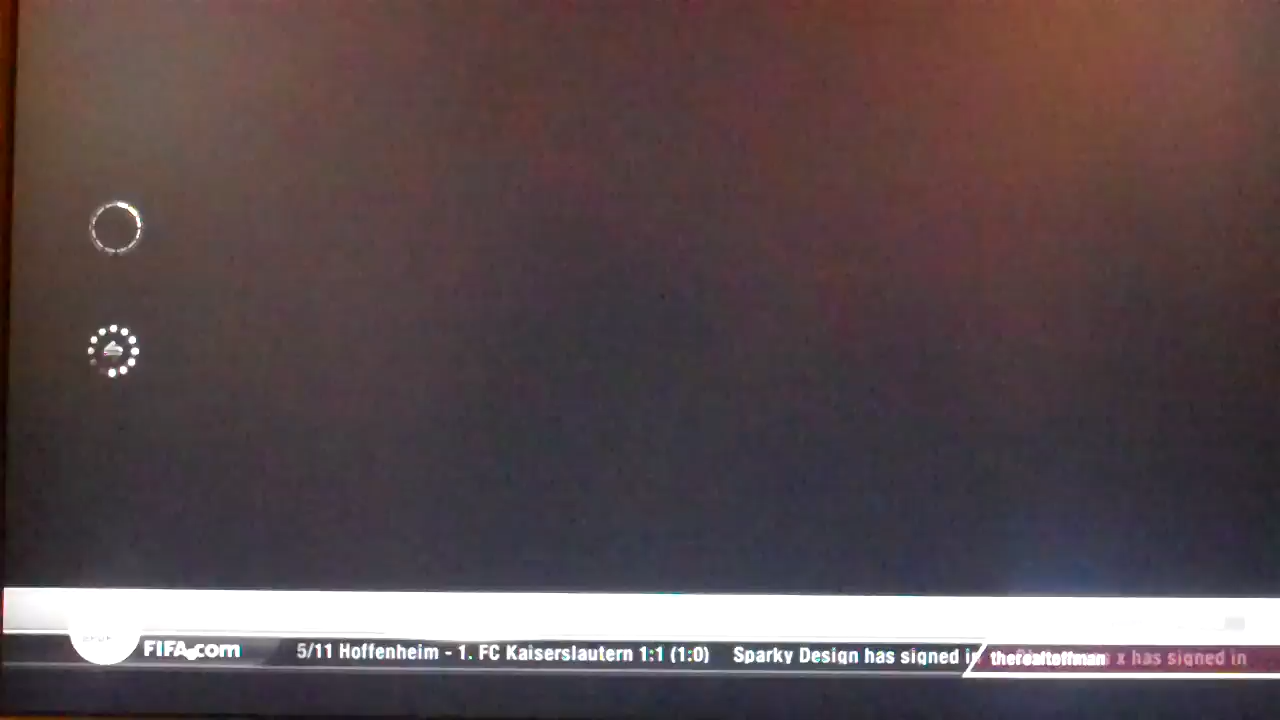 FIFA.com 5/11 Hoffenheim - 1. FC Kaiserslautern 1:1 (1:0) Sparky Design has signed in therealtoffman x has signed in